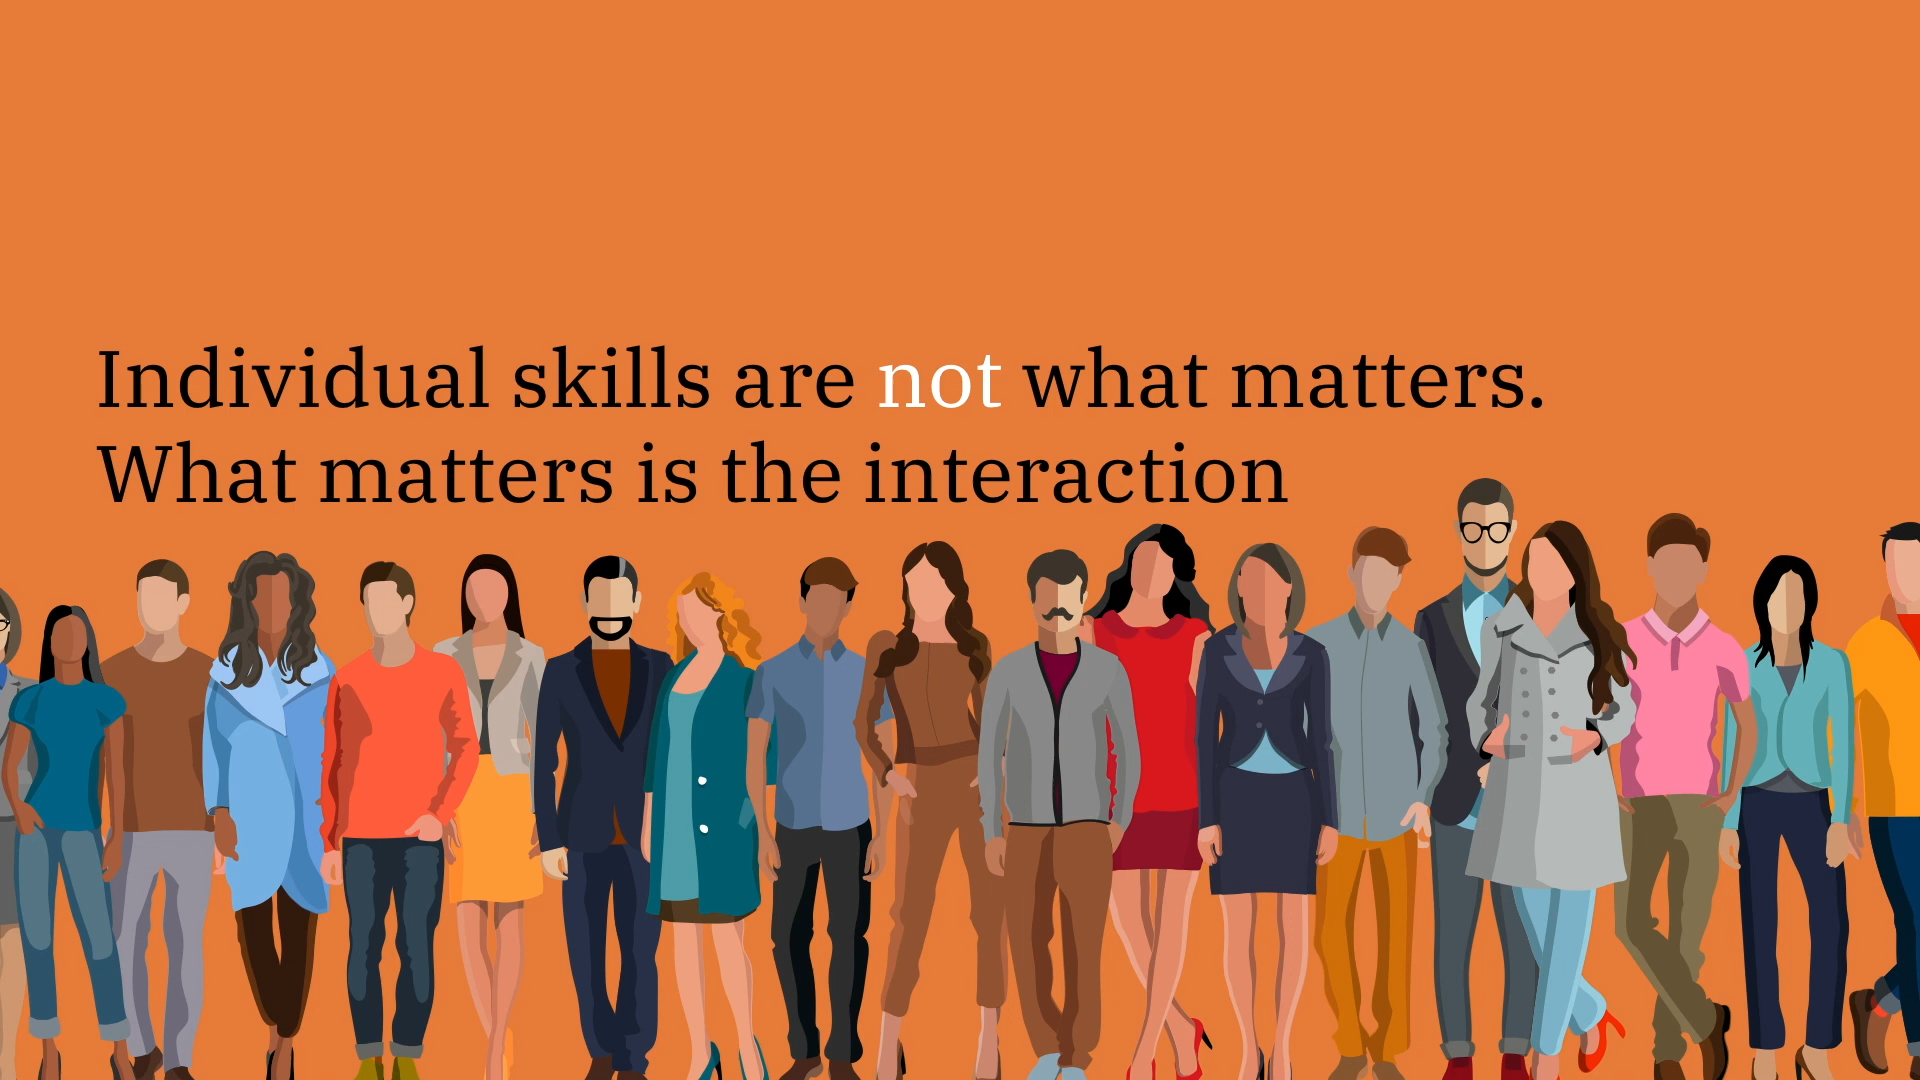 Individual skills are not what matters.
What matters is the interaction